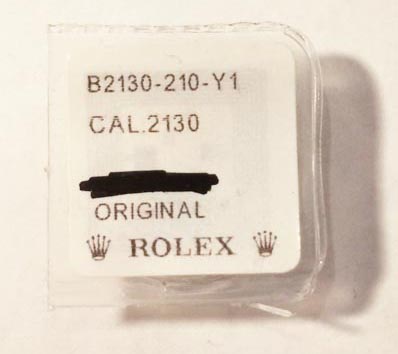 B2130-210-Y1
CAL.2130
ORIGINAL
ROLEX